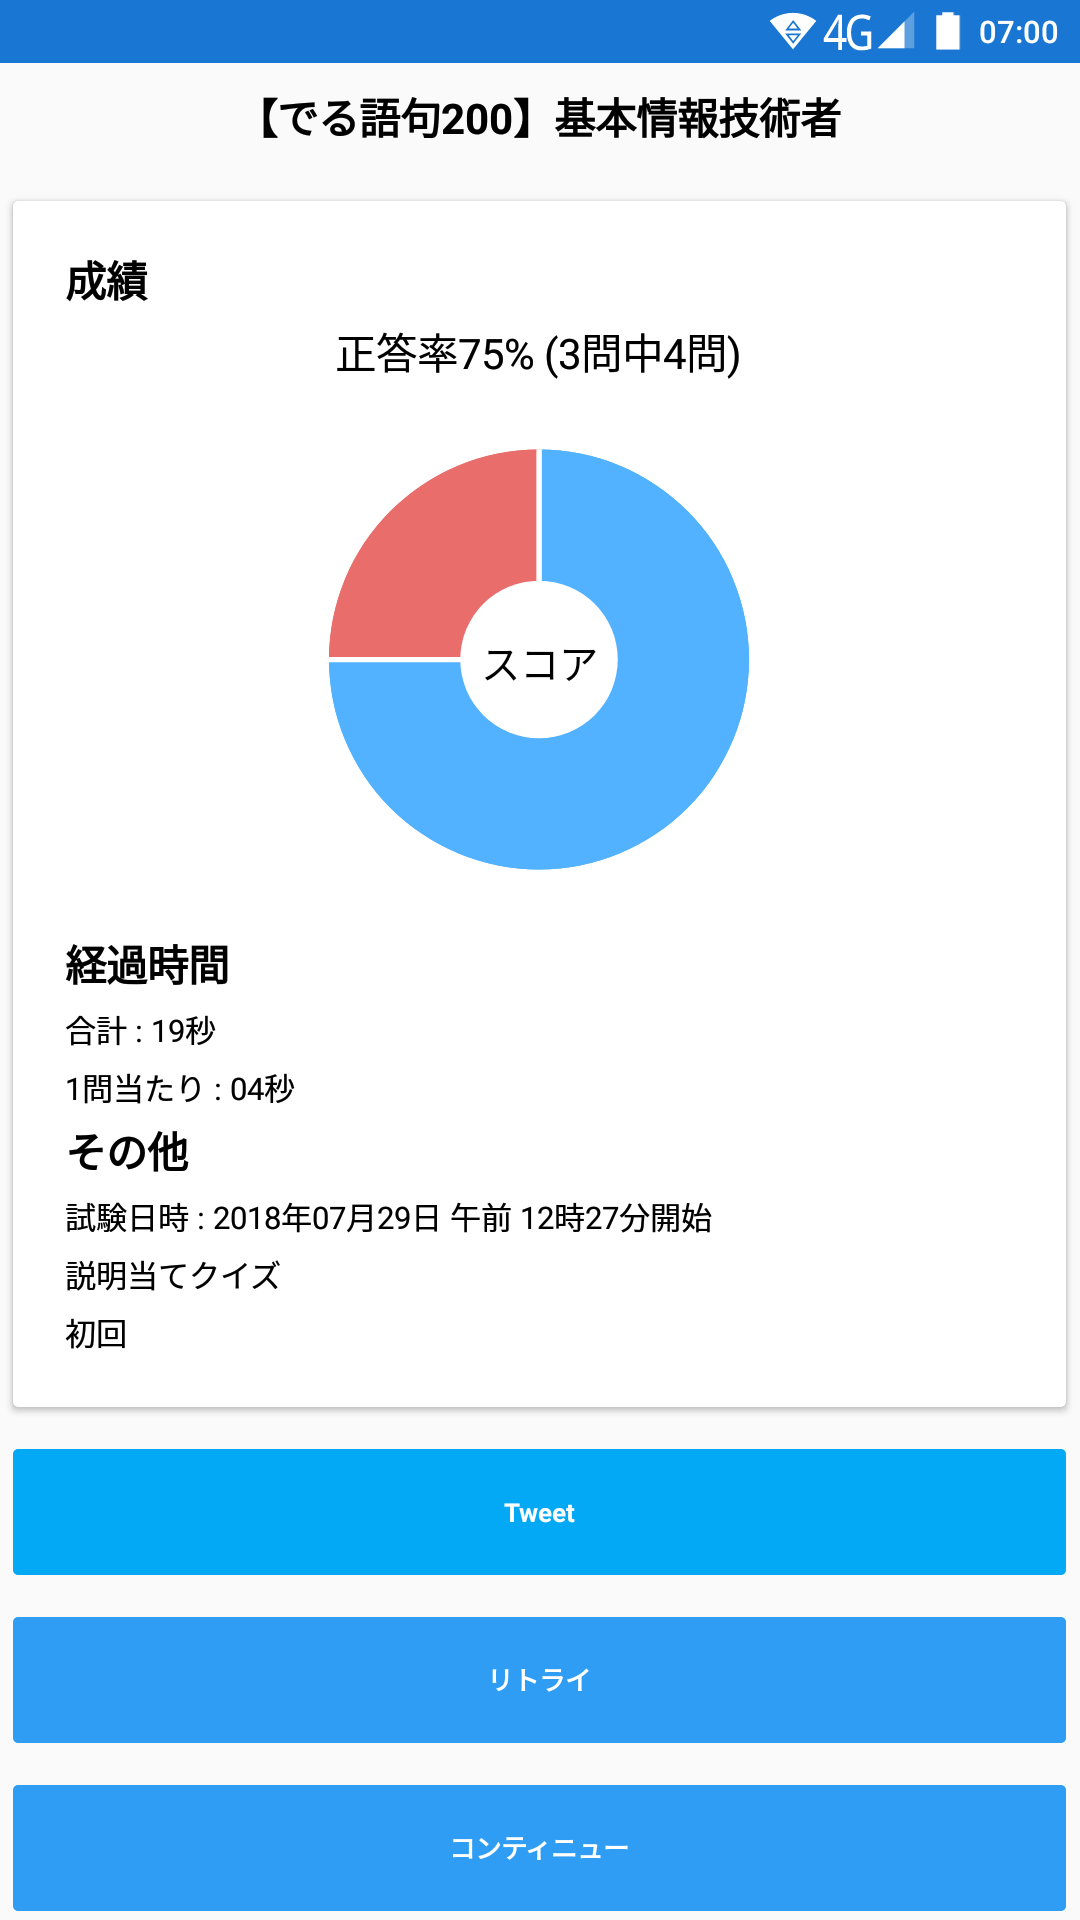 4G 07:00
【でる語句200】基本情報技術者
成績
正答率75% (3問中4問)
スコア
経過時間
合計 : 19秒
1問当たり : 04秒
その他
試験日時 : 2018年07月29日 午前 12時27分開始
説明当てクイズ
初回
Tweet
リトライ
コンティニュー